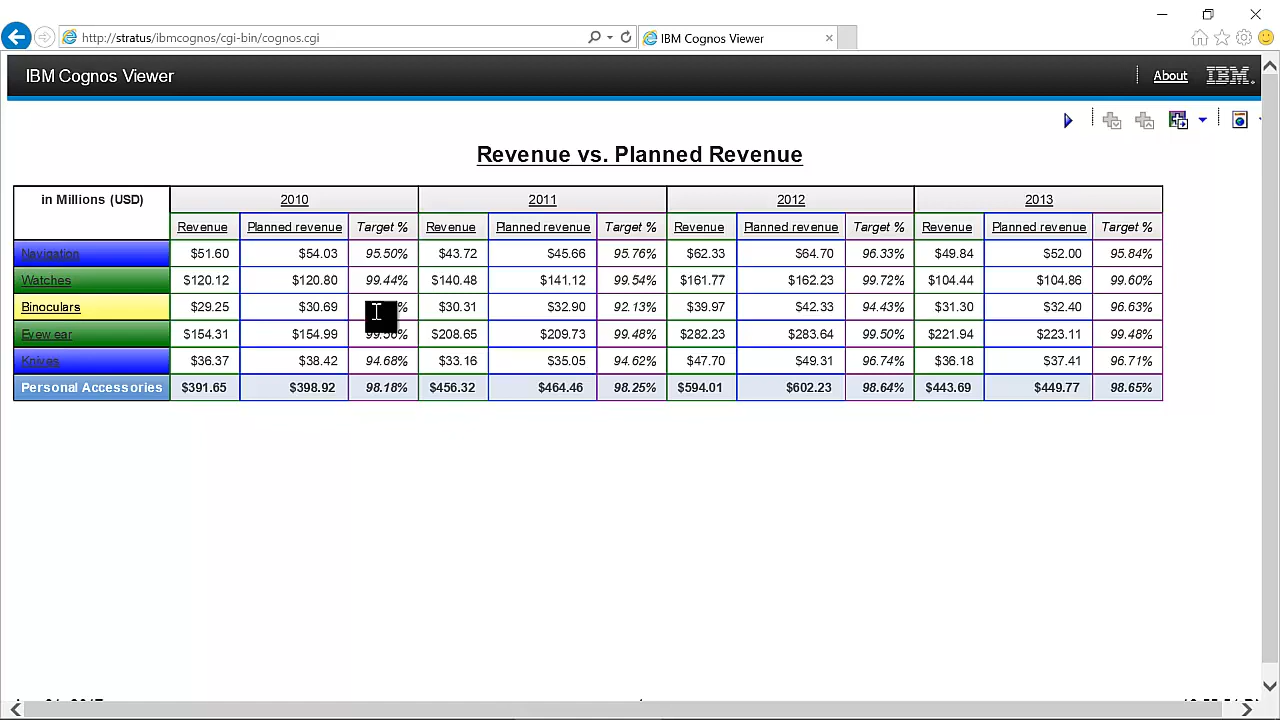 http://stratus/ibmcognos/cgi-bin/cognos.cgi IBM Cognos Viewer
IBM Cognos Viewer About IBM.
Revenue vs. Planned Revenue
in Millions (USD) 2010 2011 2012 2013
Revenue Planned revenue Target % Revenue Planned revenue Target % Revenue Planned revenue Target % Revenue Planned revenue Target %
Navigation $51.60 $54.03 95.50% $43.72 $45.66 95.76% $62.33 $64.70 96.33% $49.84 $52.00 95.84%
Watches $120.12 $120.80 99.44% $140.48 $141.12 99.54% $161.77 $162.23 99.72% $104.44 $104.86 99.60%
Binoculars $29.25 $30.69 $30.31 $32.90 92.13% $39.97 $42.33 94.43% $31.30 $32.40 96.63%
Eyewear $154.31 $154.99 $208.65 $209.73 99.48% $282.23 $283.64 99.50% $221.94 $223.11 99.48%
Knives $36.37 $38.42 94.68% $33.16 $35.05 94.62% $47.70 $49.31 96.74% $36.18 $37.41 96.71%
Personal Accessories $391.65 $398.92 98.18% $456.32 $464.46 98.25% $594.01 $602.23 98.64% $443.69 $449.77 98.65%